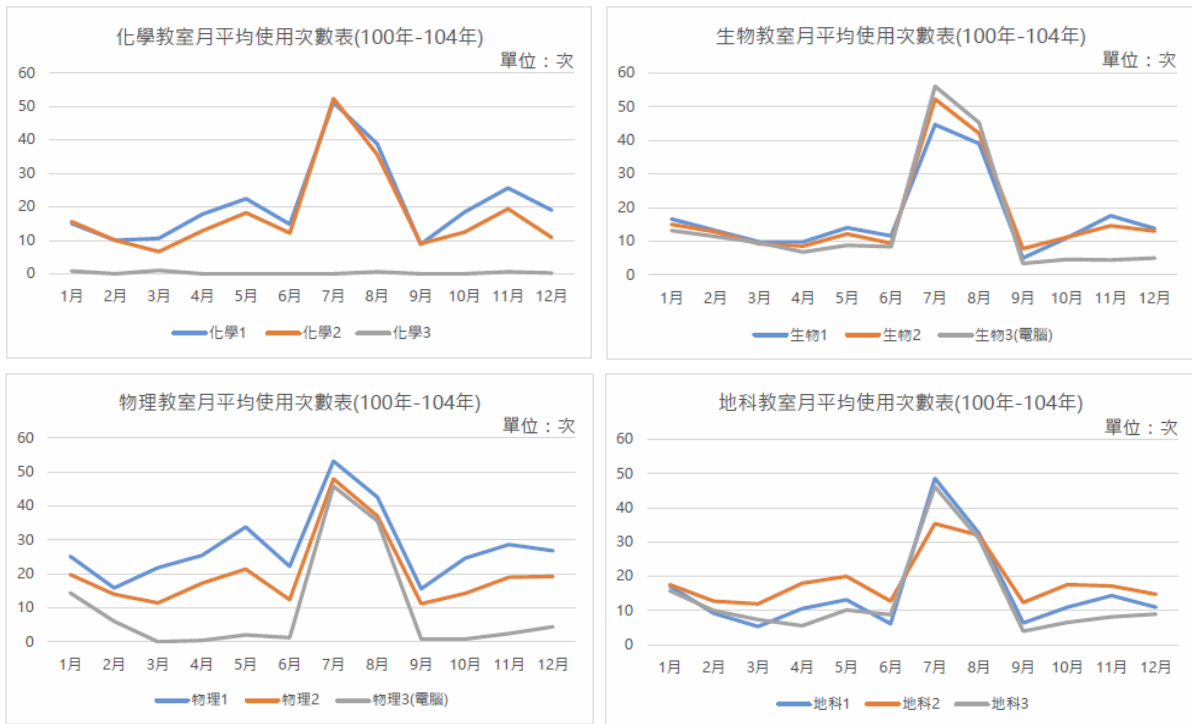 化學教室月平均使用次數表(100年-104年)
單位：次
60
50
40
30
20
10
0
1月 2月 3月 4月 5月 6月 7月 8月 9月 10月 11月 12月
化學1 化學2 化學3
生物教室月平均使用次數表(100年-104年)
單位：次
60
50
40
30
20
10
0
1月 2月 3月 4月 5月 6月 7月 8月 9月 10月 11月 12月
生物1 生物2 生物3(電腦)
物理教室月平均使用次數表(100年-104年)
單位：次
60
50
40
30
20
10
0
1月 2月 3月 4月 5月 6月 7月 8月 9月 10月 11月 12月
物理1 物理2 物理3(電腦)
地科教室月平均使用次數表(100年-104年)
單位：次
60
50
40
30
20
10
0
1月 2月 3月 4月 5月 6月 7月 8月 9月 10月 11月 12月
地科1 地科2 地科3